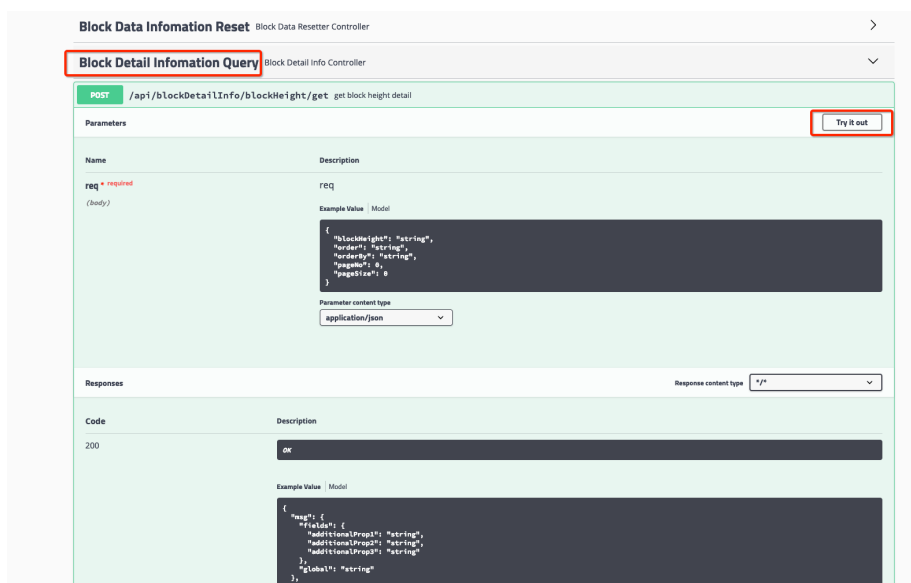 Block Data Infomation Reset Block Data Resetter Controller
Block Detail Infomation Query Block Detail Info Controller
POST /api/blockDetailInfo/blockHeight/get get block height detail
Parameters
Try it out
Name Description
req * required req
(body)
Example Value Model
{
"blockHeight": "string",
"order": "string",
"orderBy": "string",
"pageNo": 0,
"pageSize": 0
}
Parameter content type
application/json
Responses
Response content type */*
Code Description
200
OK
Example Value Model
{
"msg": {
"fields": {
"additionalProp1": "string",
"additionalProp2": "string",
"additionalProp3": "string"
},
"global": "string"
},